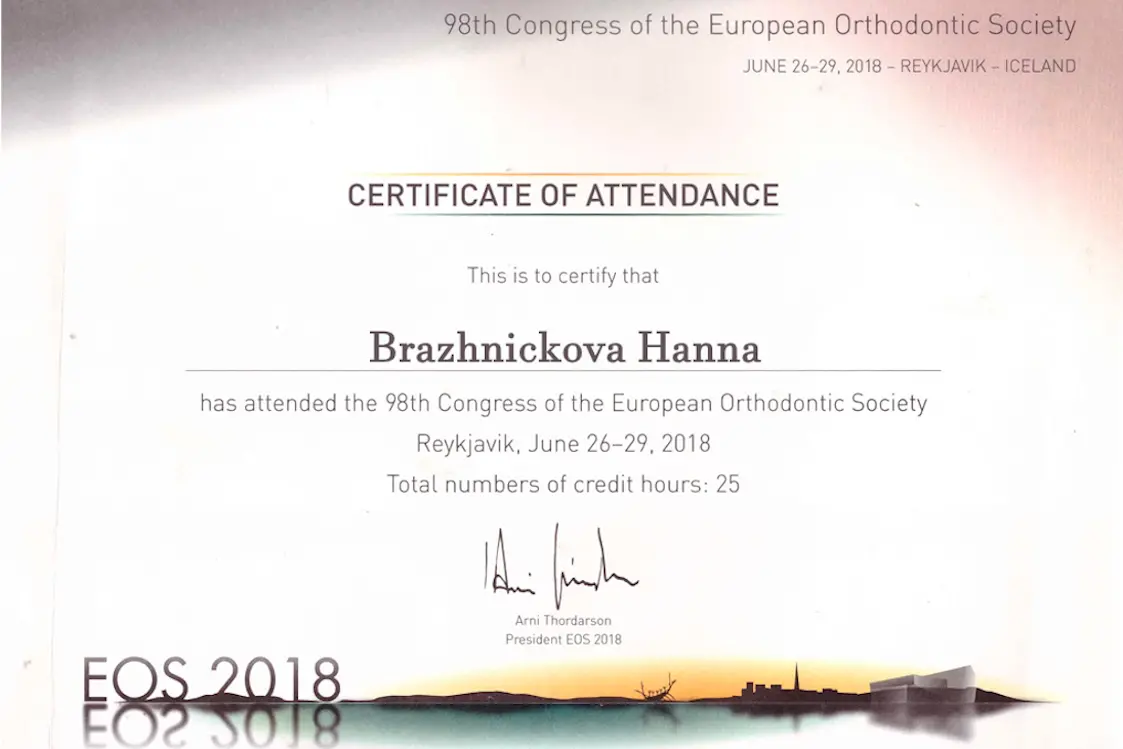 98th Congress of the European Orthodontic Society
JUNE 26–29, 2018 – REYKJAVIK – ICELAND
CERTIFICATE OF ATTENDANCE
This is to certify that
Brazhnickova Hanna
has attended the 98th Congress of the European Orthodontic Society
Reykjavik, June 26–29, 2018
Total numbers of credit hours: 25
Arni Thordarson
President EOS 2018
EOS 2018